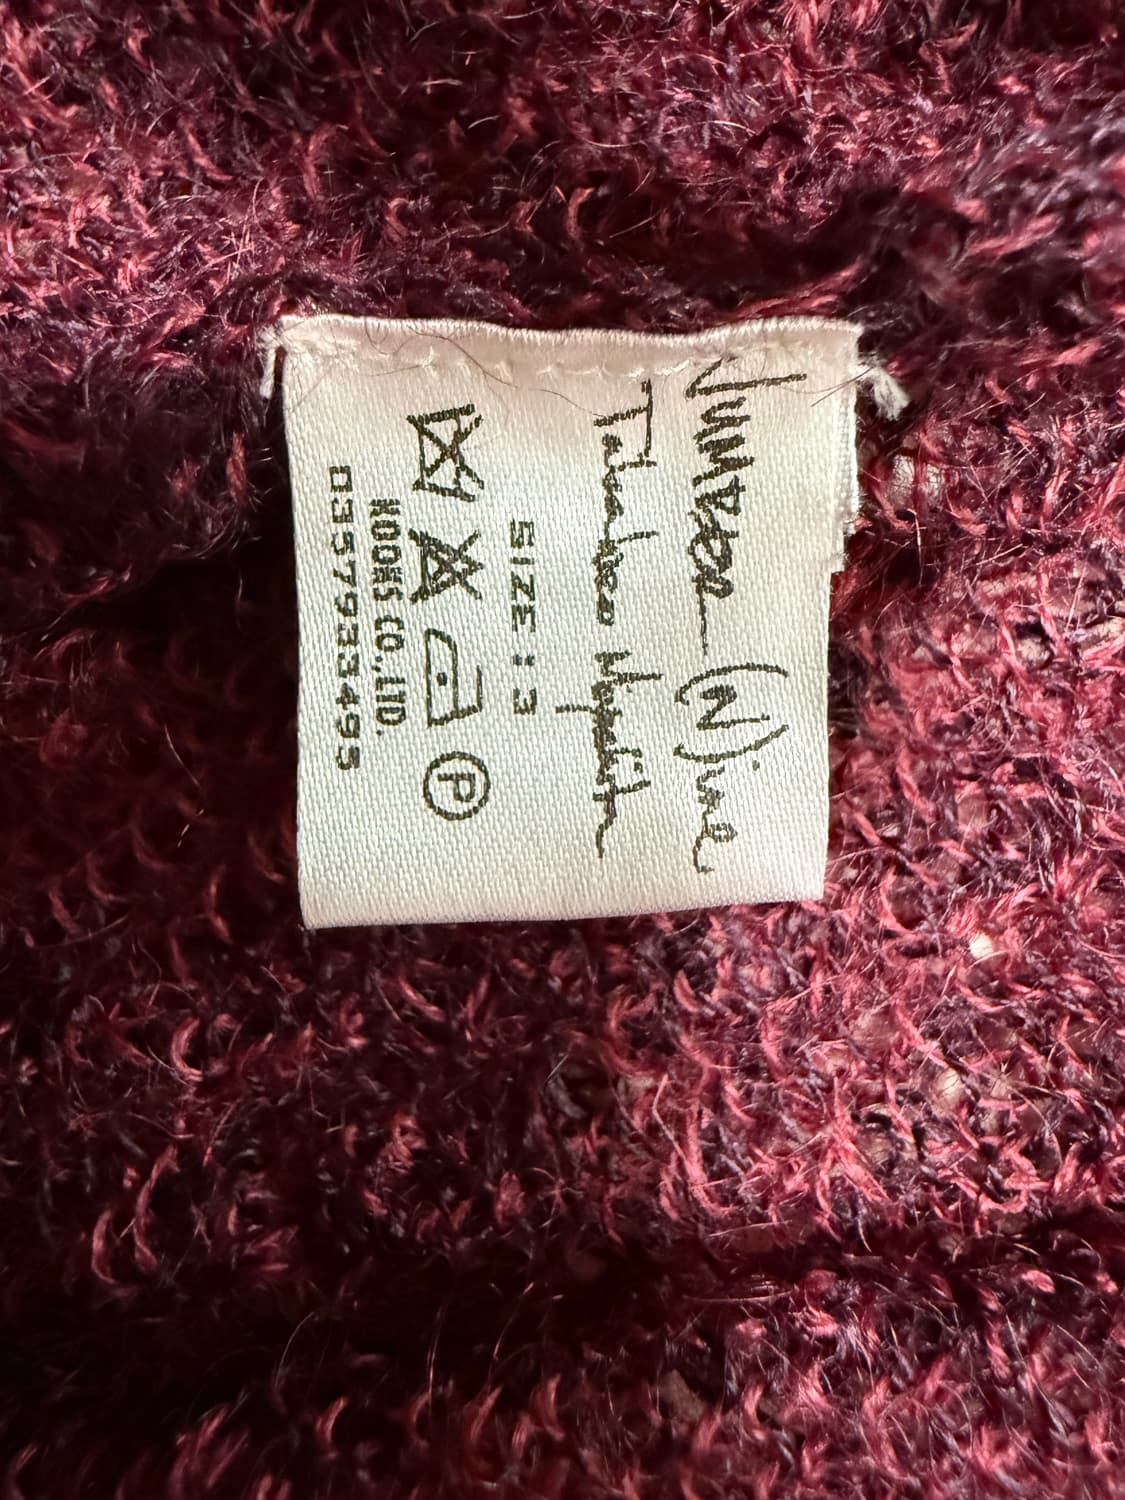 Number (N)ine
Takahiro Miyashita
SIZE : 3
P
KOOKS CO.,LTD.
0357933495